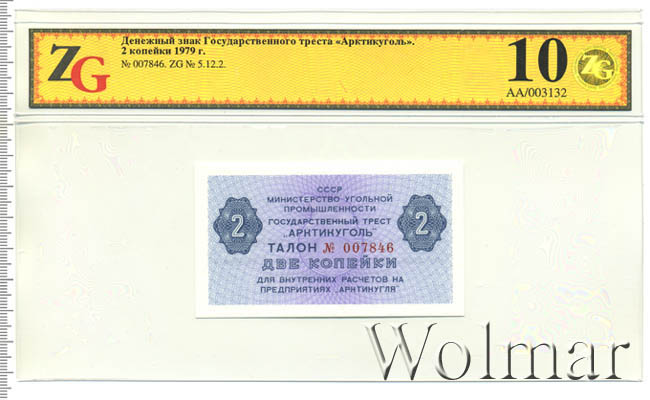 ZG
Денежный знак Государственного треста «Арктикуголь».
2 копейки 1979 г.
№ 007846. ZG № 5.12.2.
10
AA/003132
ZG
СССР
МИНИСТЕРСТВО УГОЛЬНОЙ
ПРОМЫШЛЕННОСТИ
ГОСУДАРСТВЕННЫЙ ТРЕСТ
„АРКТИКУГОЛЬ"
ТАЛОН № 007846
ДВЕ КОПЕЙКИ
ДЛЯ ВНУТРЕННИХ РАСЧЕТОВ НА
ПРЕДПРИЯТИЯХ „АРКТИКУГЛЯ"
2
2
Wolmar